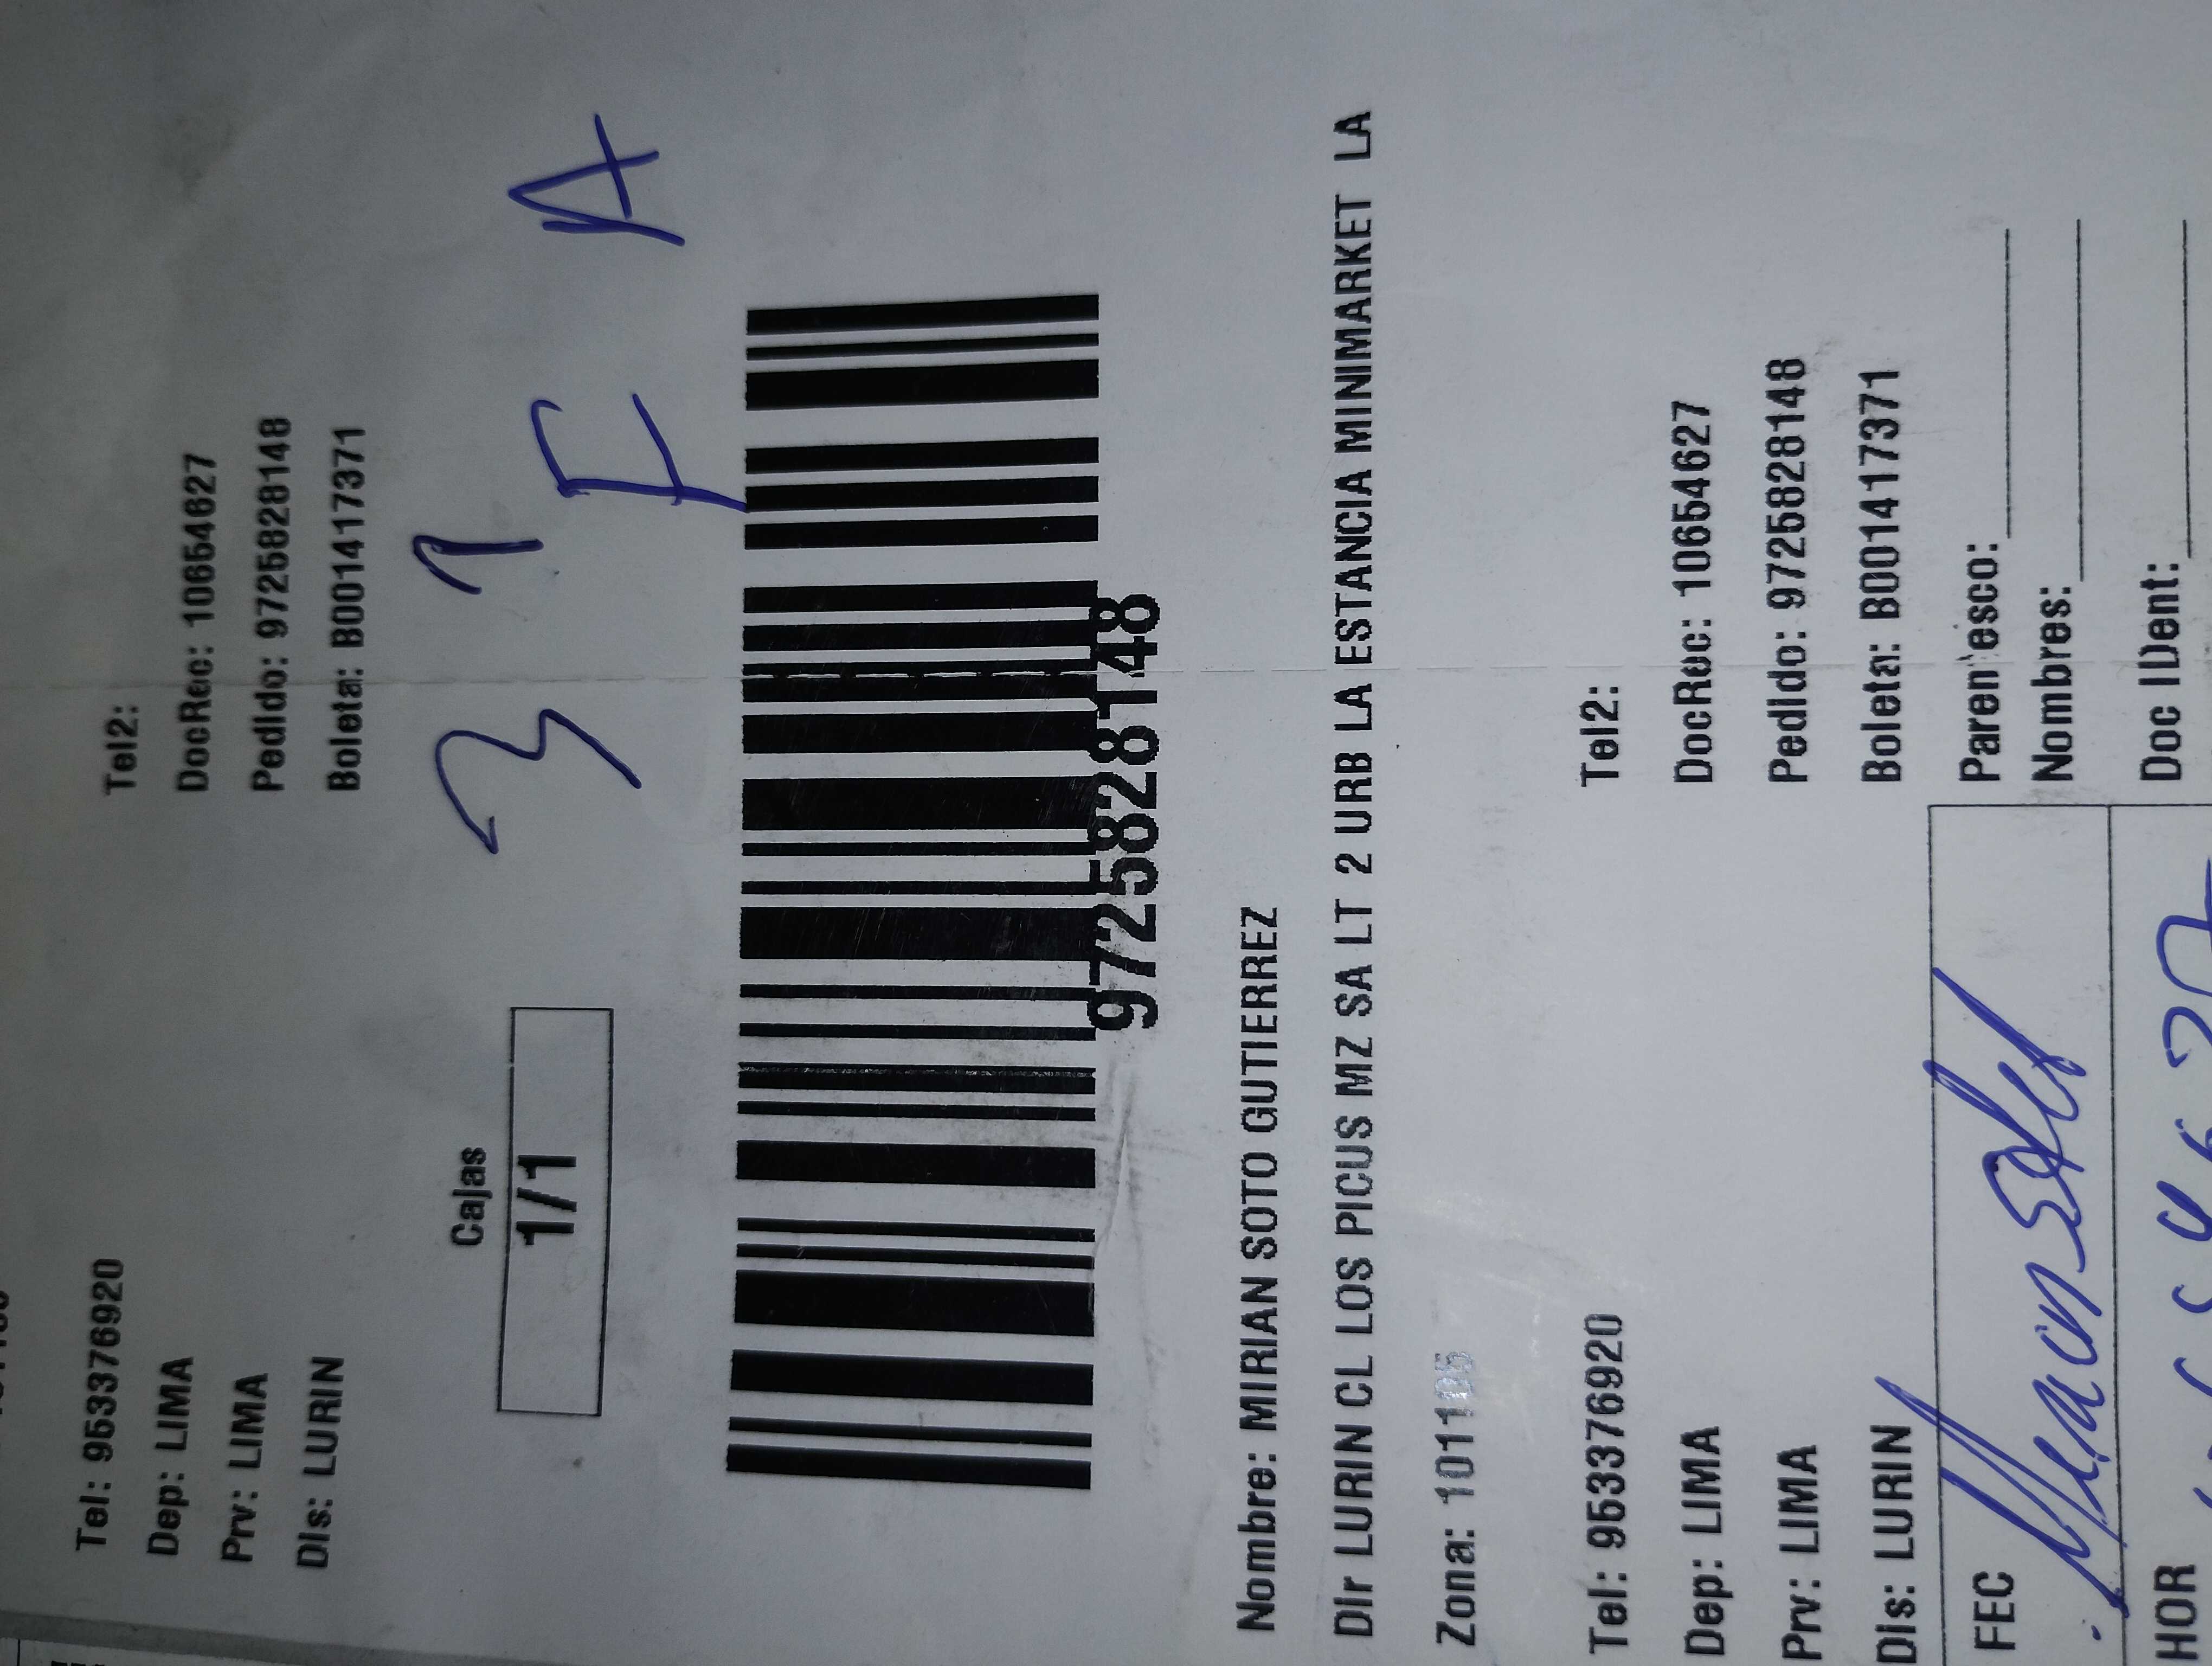 Tel: 953376920 Tel2:
Dep: LIMA DocRec: 10654627
Prv: LIMA Pedido: 9725828148
Dis: LURIN Boleta: B001417371
Cajas
1/1
3 1
F A
9725828148
Nombre: MIRIAN SOTO GUTIERREZ
Dir LURIN CL LOS PICUS MZ SA LT 2 URB LA ESTANCIA MINIMARKET LA
Zona: 101105
Tel: 953376920 Tel2:
Dep: LIMA DocRec: 10654627
Prv: LIMA Pedido: 9725828148
Dis: LURIN Boleta: B001417371
FEC Paren esco:
Nombres:
HOR Doc IDent: